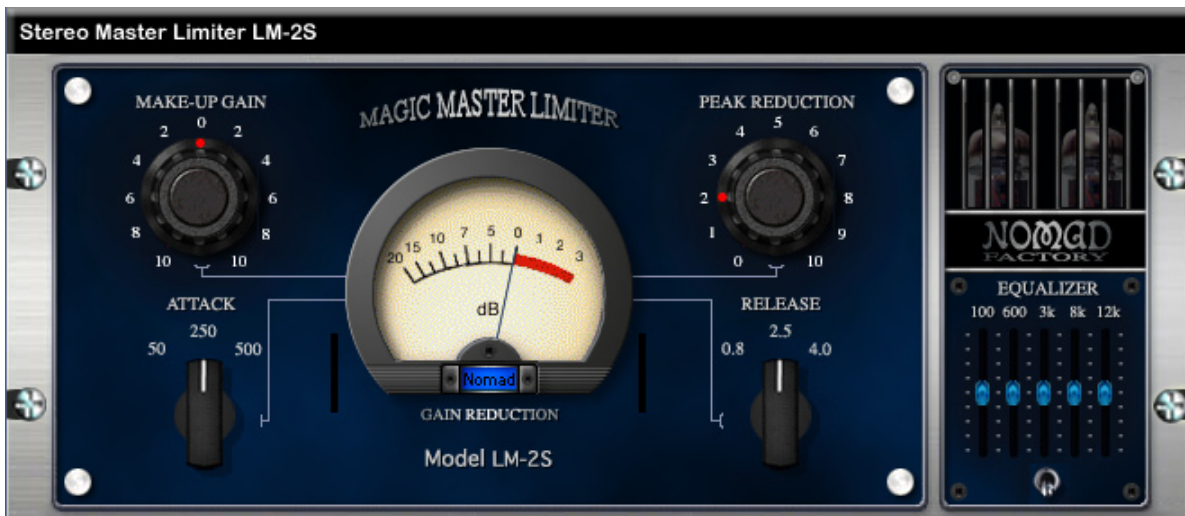 Stereo Master Limiter LM-2S
MAKE-UP GAIN
0
2 2
4 4
6 6
8 8
10 10
MAGIC MASTER LIMITER
PEAK REDUCTION
5
4 6
3 7
2 8
1 9
0 10
20 15 10 7 5 0 1 2 3
dB
Nomad
GAIN REDUCTION
Model LM-2S
ATTACK
250
50 500
RELEASE
2.5
0.8 4.0
NOMAD
FACTORY
EQUALIZER
100 600 3k 8k 12k